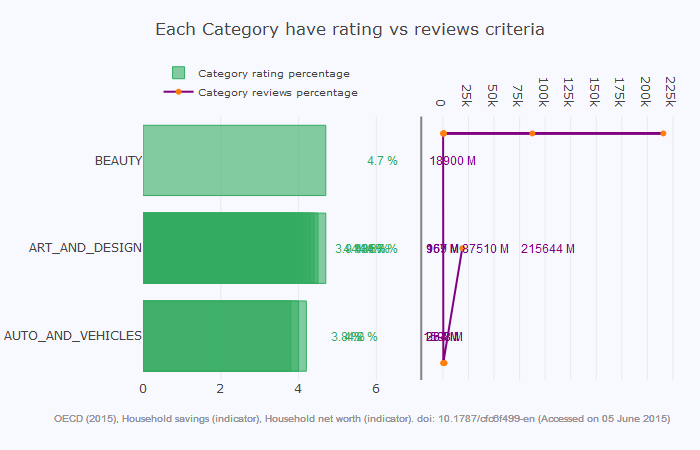 Each Category have rating vs reviews criteria
Category rating percentage
Category reviews percentage
0 25k 50k 75k 100k 125k 150k 175k 200k 225k
BEAUTY 4.7 % 18900 M
ART_AND_DESIGN 87510 M 215644 M
AUTO_AND_VEHICLES
0 2 4 6
OECD (2015), Household savings (indicator), Household net worth (indicator). doi: 10.1787/cfc6f499-en (Accessed on 05 June 2015)